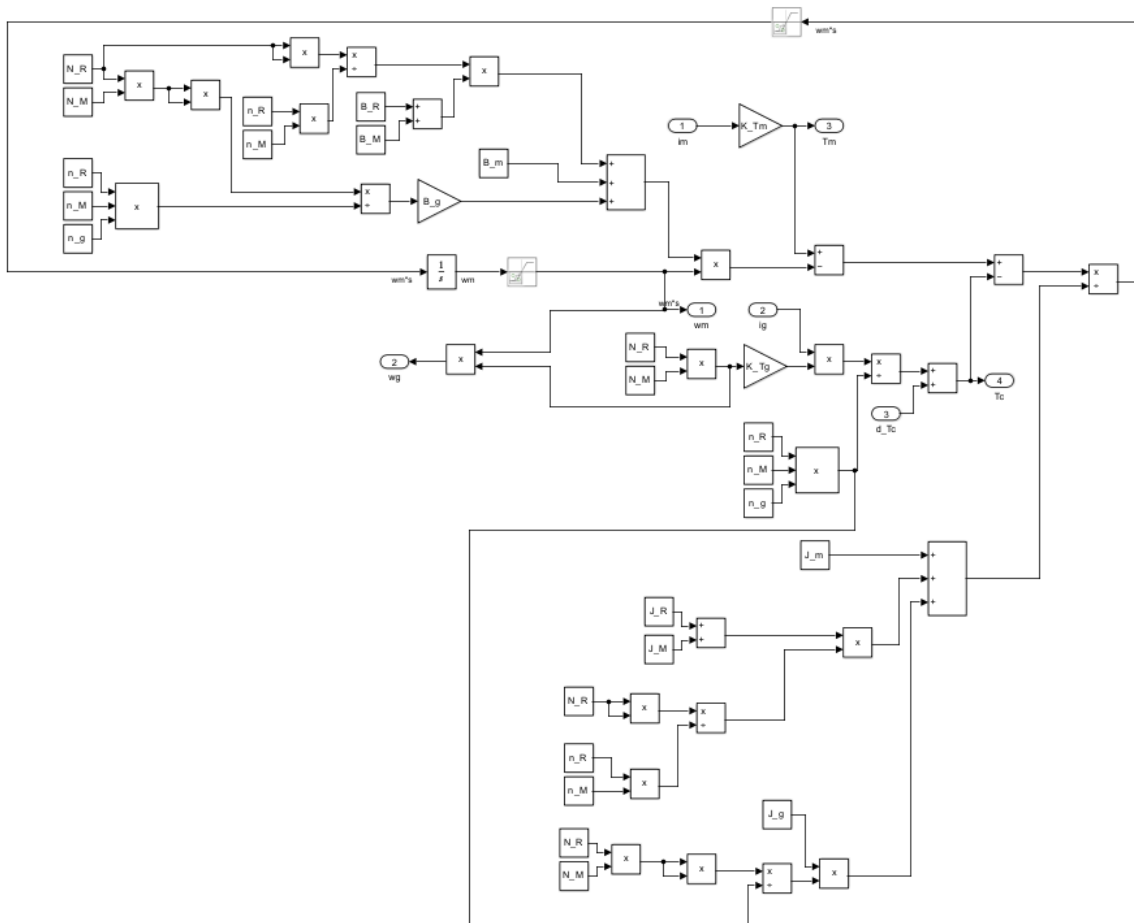 wm*s
N_R
x
x
÷
x
N_M
x
x
n_R
x
n_M
B_R
+
+
B_M
1
im
K_Tm
3
Tm
B_m
+
+
+
n_R
n_M
n_g
x
x
÷
B_g
x
+
−
+
−
x
÷
wm*s
1
s
wm
wm*s
1
wm
2
ig
2
wg
x
N_R
N_M
x
K_Tg
x
x
÷
+
+
4
Tc
3
d_Tc
n_R
n_M
n_g
x
J_m
+
+
+
J_R
+
+
J_M
x
N_R
x
x
÷
n_R
n_M
x
J_g
N_R
N_M
x
x
x
÷
x